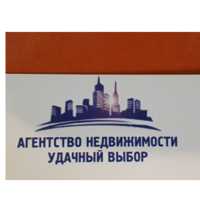 АГЕНТСТВО НЕДВИЖИМОСТИ
УДАЧНЫЙ ВЫБОР